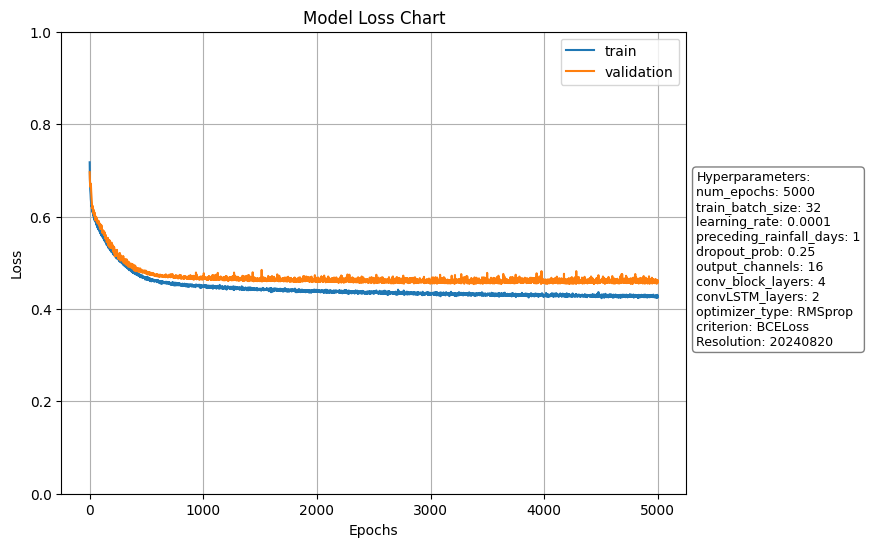 Model Loss Chart
1.0
0.8
0.6
0.4
0.2
0.0
Loss
0
1000
2000
3000
4000
5000
Epochs
train
validation
Hyperparameters:
num_epochs: 5000
train_batch_size: 32
learning_rate: 0.0001
preceding_rainfall_days: 1
dropout_prob: 0.25
output_channels: 16
conv_block_layers: 4
convLSTM_layers: 2
optimizer_type: RMSprop
criterion: BCELoss
Resolution: 20240820